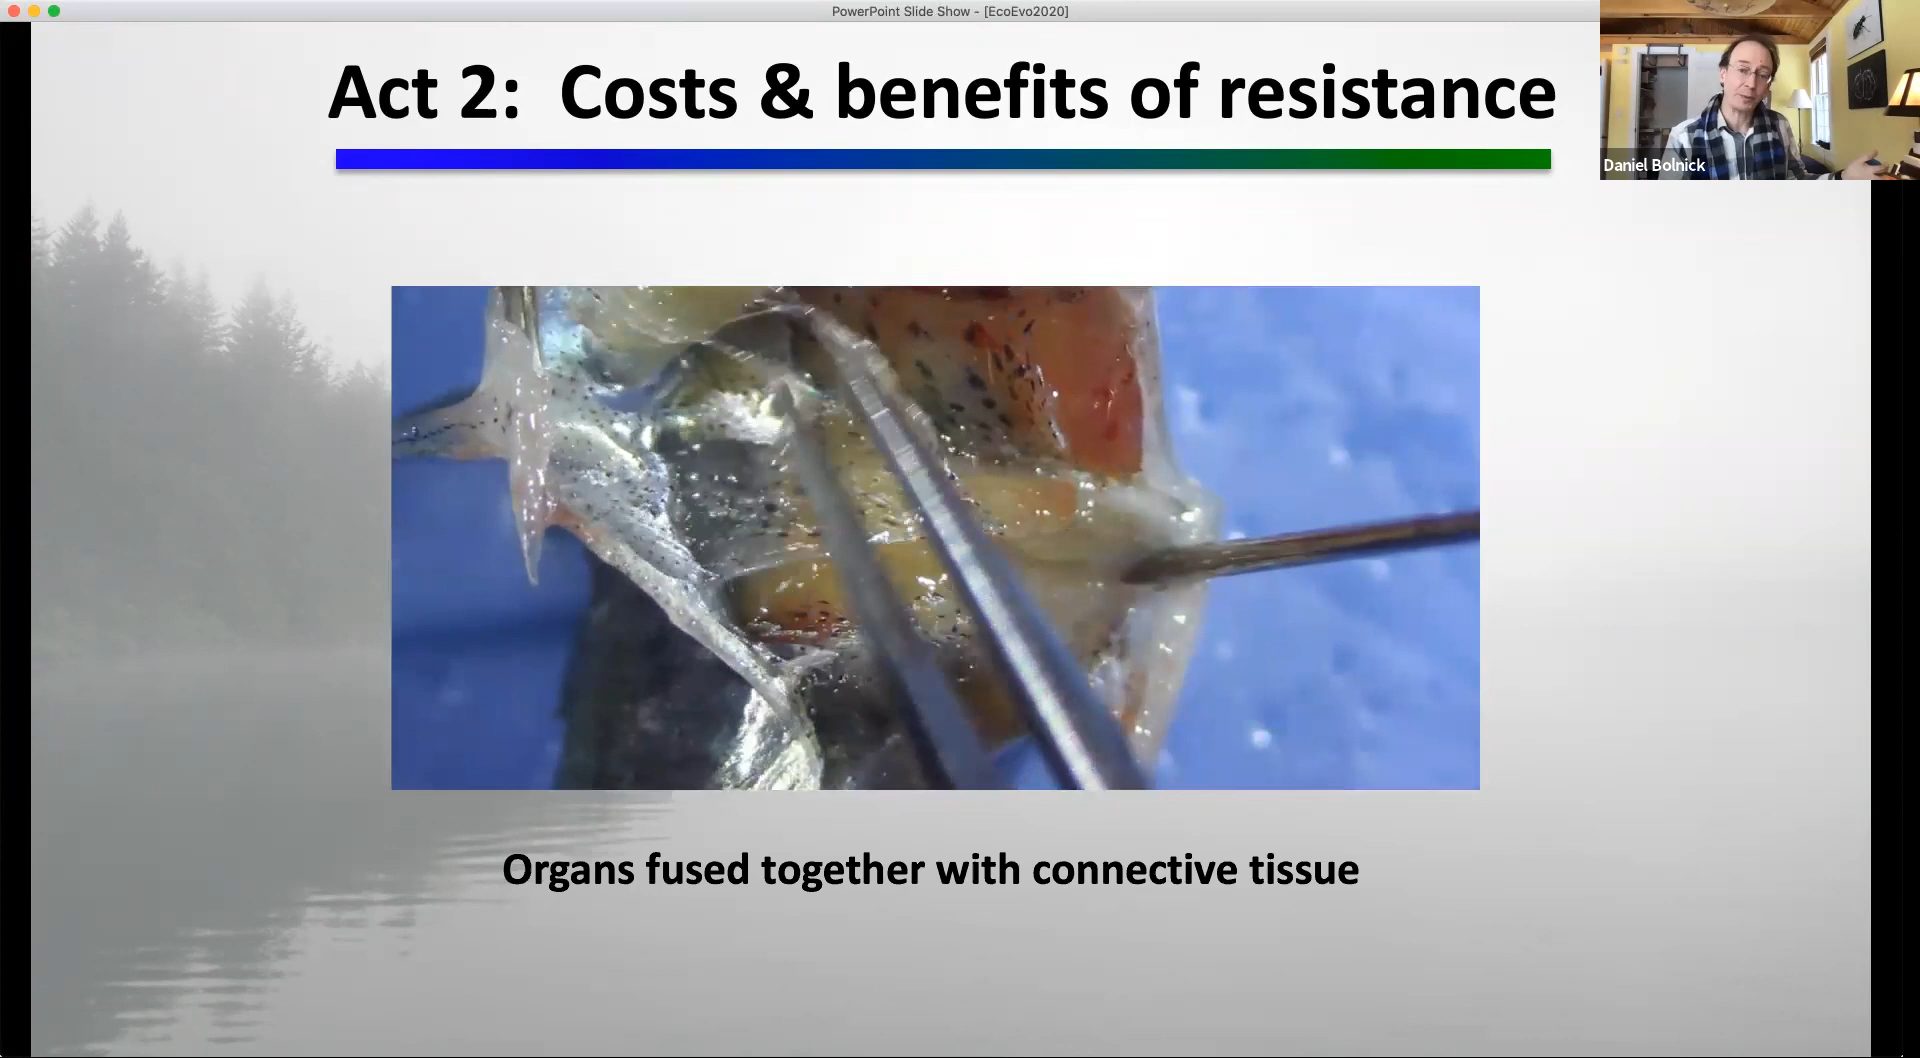 PowerPoint Slide Show - [EcoEvo2020]
Act 2: Costs & benefits of resistance
Daniel Bolnick
Organs fused together with connective tissue